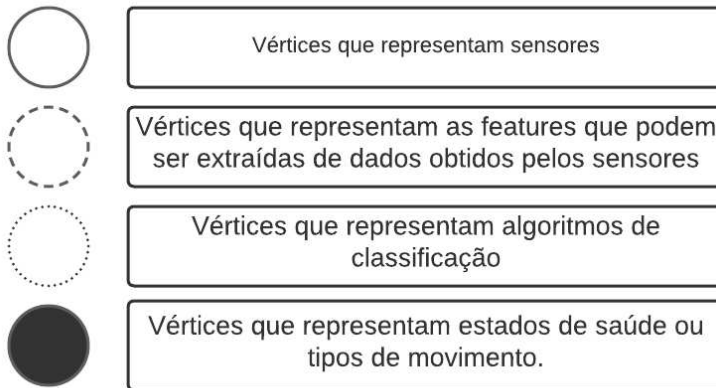 Vértices que representam sensores
Vértices que representam as features que podem
ser extraídas de dados obtidos pelos sensores
Vértices que representam algoritmos de
classificação
Vértices que representam estados de saúde ou
tipos de movimento.